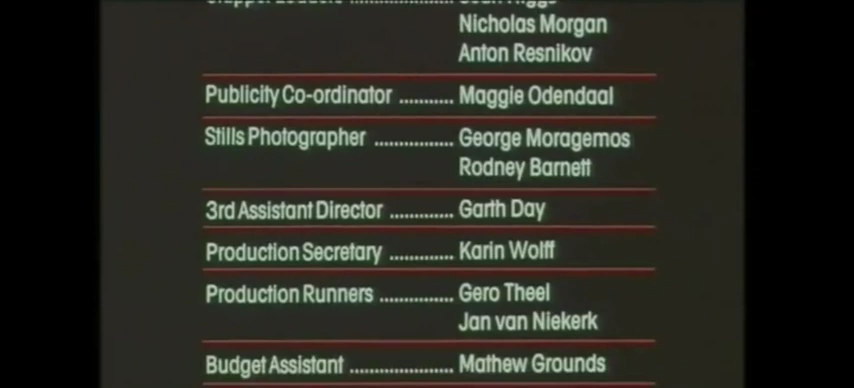 Nicholas Morgan
Anton Resnikov
Publicity Co-ordinator ........... Maggie Odendaal
Stills Photographer ................ George Moragemos
Rodney Barnett
3rd Assistant Director ............. Garth Day
Production Secretary ............. Karin Wolff
Production Runners ............... Gero Theel
Jan van Niekerk
Budget Assistant ..................... Mathew Grounds